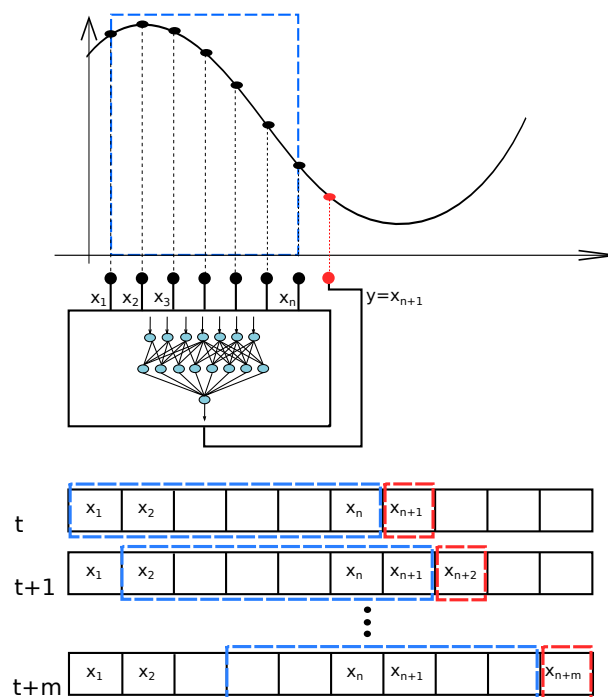 x₁ x₂ x₃ xₙ y=xₙ₊₁
x₁ x₂ xₙ xₙ₊₁
t
x₁ x₂ xₙ xₙ₊₁ xₙ₊₂
t+1
x₁ x₂ xₙ xₙ₊₁ xₙ₊ₘ
t+m